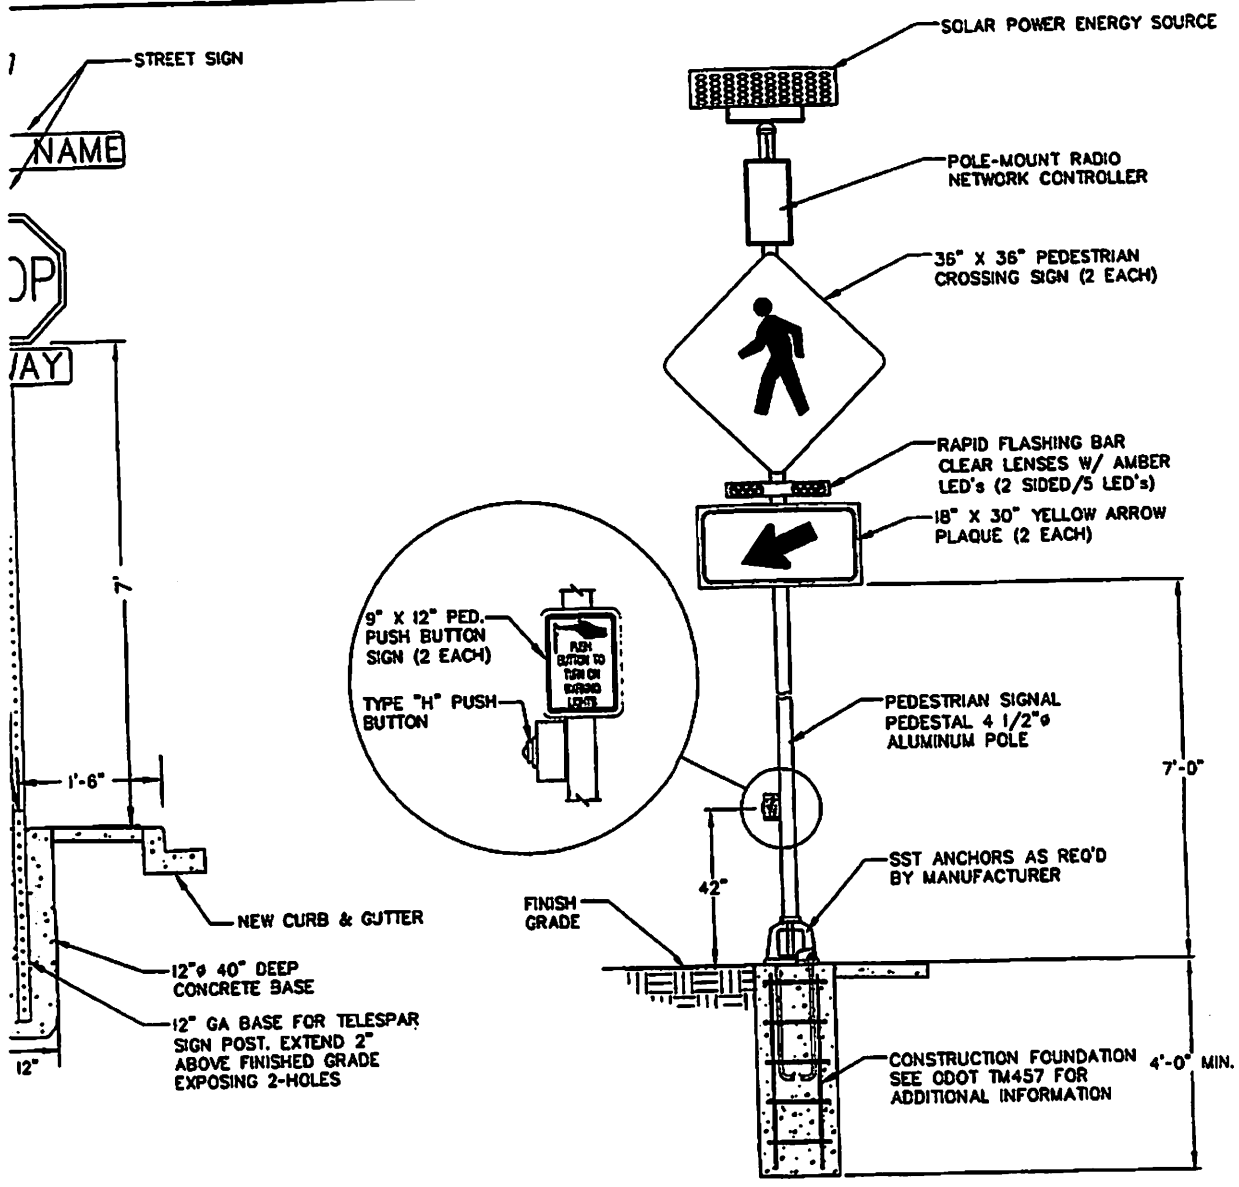 STREET SIGN
NAME
OP
WAY
7'
1'-6"
NEW CURB & GUTTER
12"ø 40" DEEP
CONCRETE BASE
12" GA BASE FOR TELESPAR
SIGN POST. EXTEND 2"
ABOVE FINISHED GRADE
EXPOSING 2-HOLES
12"
SOLAR POWER ENERGY SOURCE
POLE-MOUNT RADIO
NETWORK CONTROLLER
36" X 36" PEDESTRIAN
CROSSING SIGN (2 EACH)
RAPID FLASHING BAR
CLEAR LENSES W/ AMBER
LED's (2 SIDED/5 LED's)
18" X 30" YELLOW ARROW
PLAQUE (2 EACH)
9" X 12" PED.
PUSH BUTTON
SIGN (2 EACH)
PUSH
BUTTON TO
TURN ON
LIGHTS
TYPE "H" PUSH
BUTTON
PEDESTRIAN SIGNAL
PEDESTAL 4 1/2"ø
ALUMINUM POLE
7'-0"
42"
SST ANCHORS AS REQ'D
BY MANUFACTURER
FINISH
GRADE
CONSTRUCTION FOUNDATION
SEE ODOT TM457 FOR
ADDITIONAL INFORMATION
4'-0" MIN.